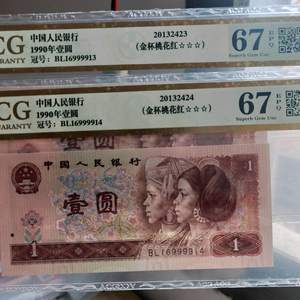 CG
WARRANTY
中国人民银行
1990年壹圆
冠号：BL16999913
20132423
(金杯桃花红☆☆☆)
67
EPQ
Superb Gem Unc
CG
WARRANTY
中国人民银行
1990年壹圆
冠号：BL16999914
20132424
(金杯桃花红☆☆☆)
67
EPQ
Superb Gem Unc
中国人民银行
壹圆
1
BL16999914
1